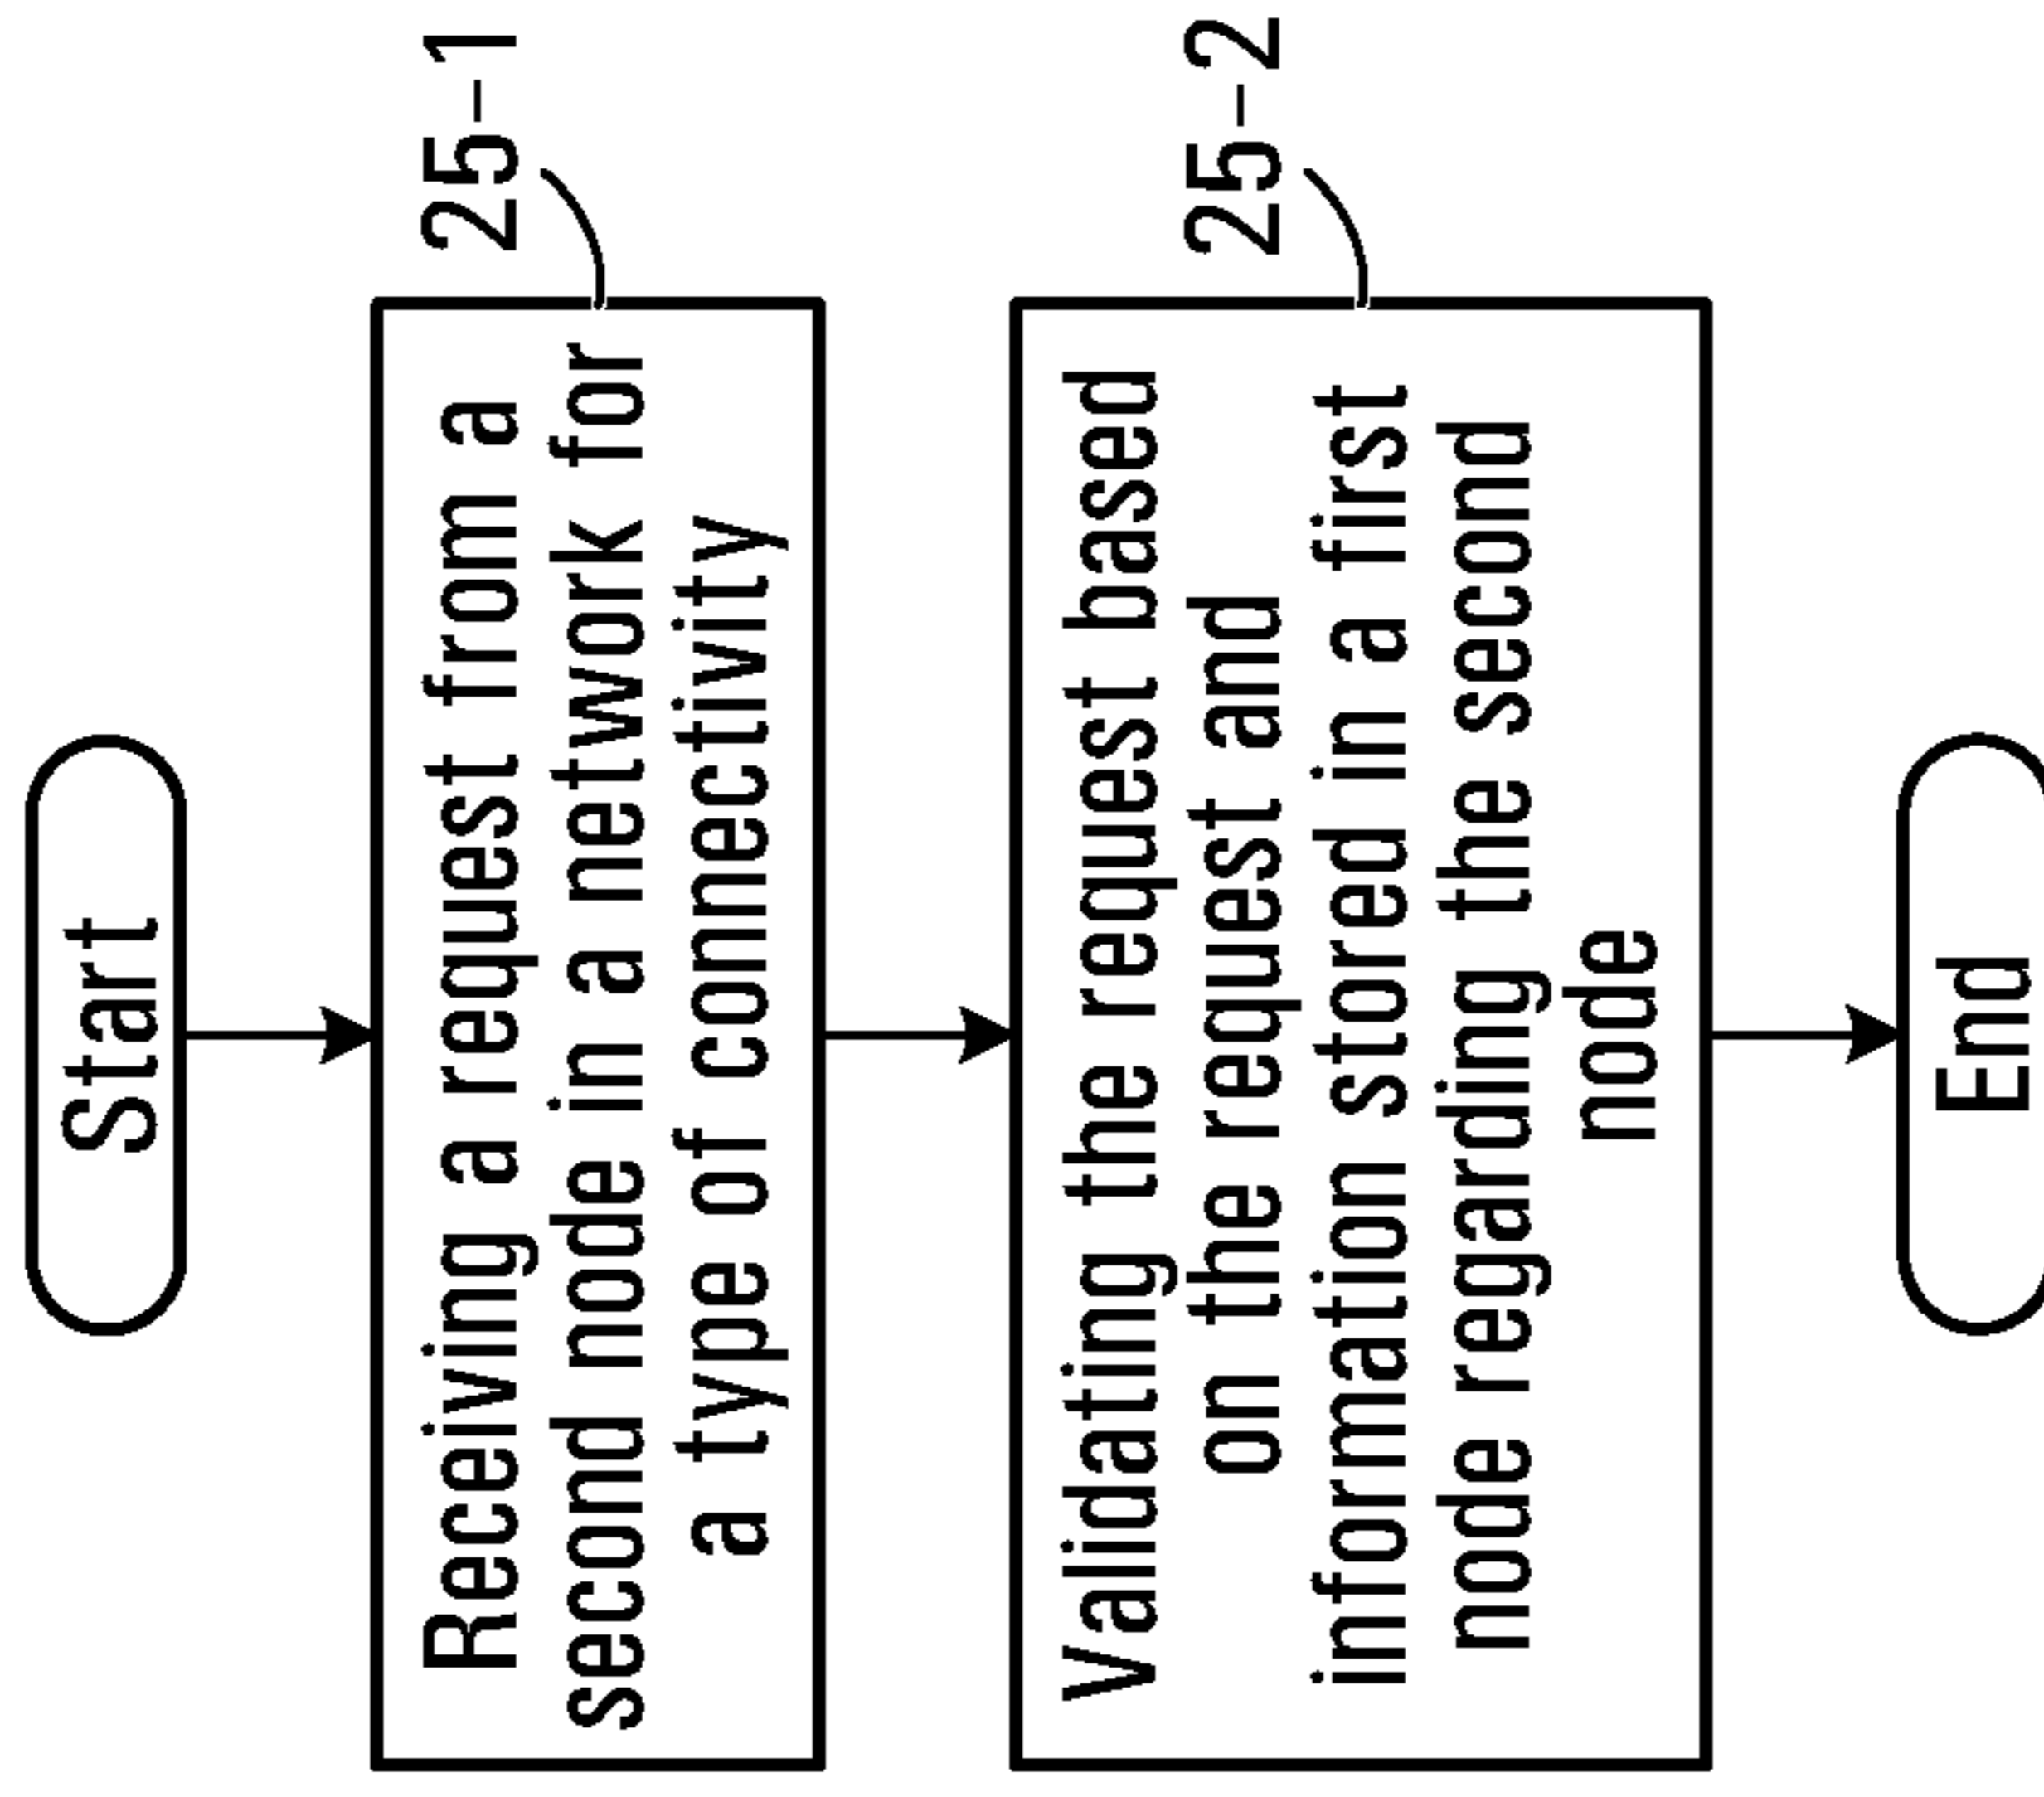 Start
25-1
Receiving a request from a
second node in a network for
a type of connectivity
25-2
Validating the request based
on the request and
information stored in a first
node regarding the second
node
End